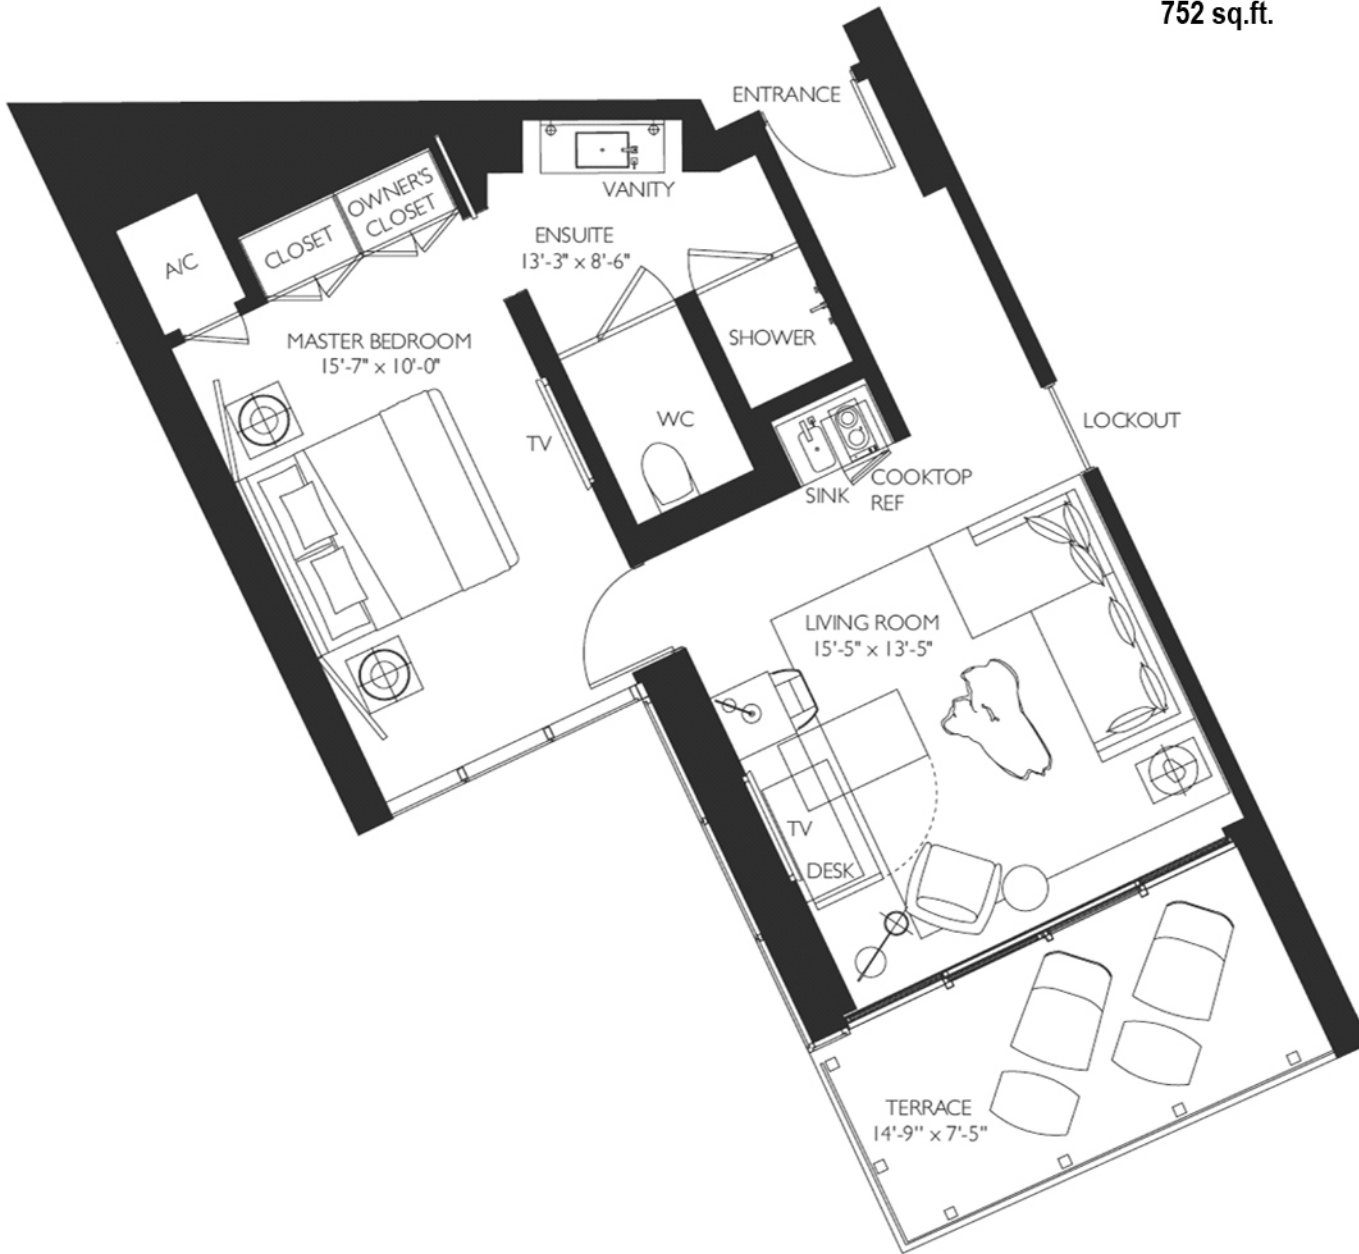 752 sq.ft.
ENTRANCE
VANITY
OWNER'S
CLOSET
CLOSET
A/C
ENSUITE
13'-3" x 8'-6"
MASTER BEDROOM
15'-7" x 10'-0"
SHOWER
WC
TV
LOCKOUT
SINK
COOKTOP
REF
LIVING ROOM
15'-5" x 13'-5"
TV
DESK
TERRACE
14'-9" x 7'-5"